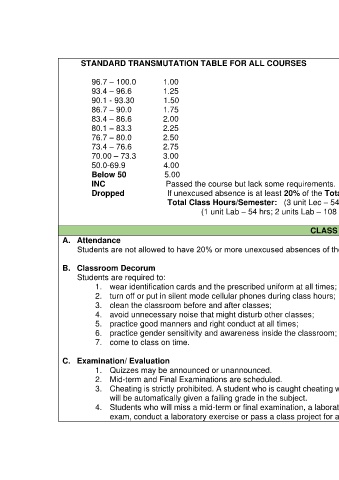 STANDARD TRANSMUTATION TABLE FOR ALL COURSES
96.7 – 100.0 1.00
93.4 – 96.6 1.25
90.1 - 93.30 1.50
86.7 – 90.0 1.75
83.4 – 86.6 2.00
80.1 – 83.3 2.25
76.7 – 80.0 2.50
73.4 – 76.6 2.75
70.00 – 73.3 3.00
50.0-69.9 4.00
Below 50 5.00
INC Passed the course but lack some requirements.
Dropped If unexcused absence is at least 20% of the Tota
Total Class Hours/Semester: (3 unit Lec – 54
(1 unit Lab – 54 hrs; 2 units Lab – 108
CLASS
A. Attendance
Students are not allowed to have 20% or more unexcused absences of th
B. Classroom Decorum
Students are required to:
1. wear identification cards and the prescribed uniform at all times;
2. turn off or put in silent mode cellular phones during class hours;
3. clean the classroom before and after classes;
4. avoid unnecessary noise that might disturb other classes;
5. practice good manners and right conduct at all times;
6. practice gender sensitivity and awareness inside the classroom;
7. come to class on time.
C. Examination/ Evaluation
1. Quizzes may be announced or unannounced.
2. Mid-term and Final Examinations are scheduled.
3. Cheating is strictly prohibited. A student who is caught cheating w
will be automatically given a failing grade in the subject.
4. Students who will miss a mid-term or final examination, a laborat
exam, conduct a laboratory exercise or pass a class project for a